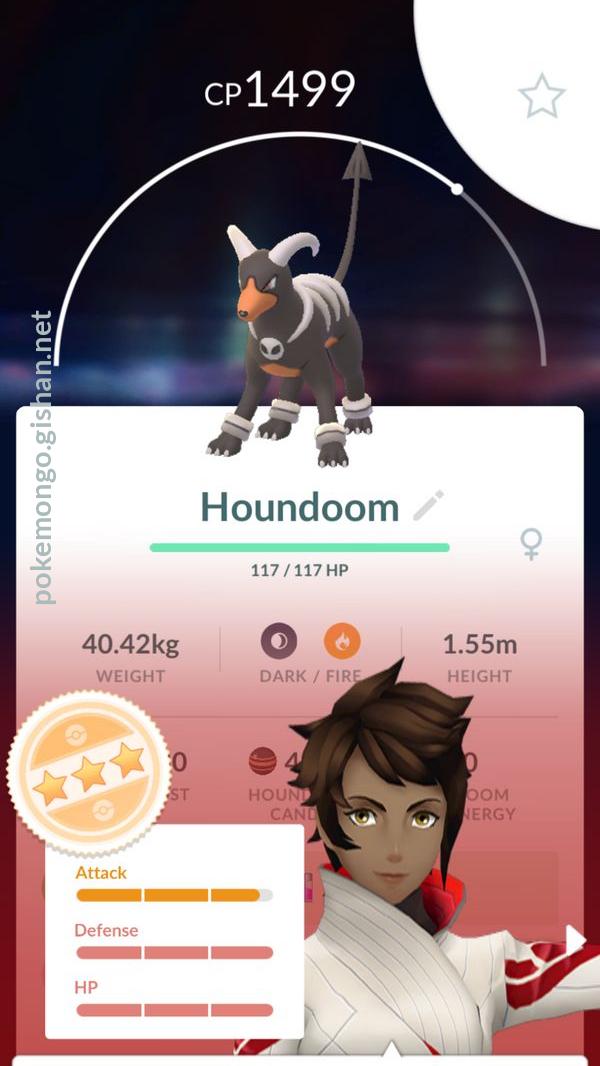 CP1499
pokemongo.gishan.net
Houndoom
117 / 117 HP
40.42kg
WEIGHT
DARK / FIRE
1.55m
HEIGHT
Attack
Defense
HP